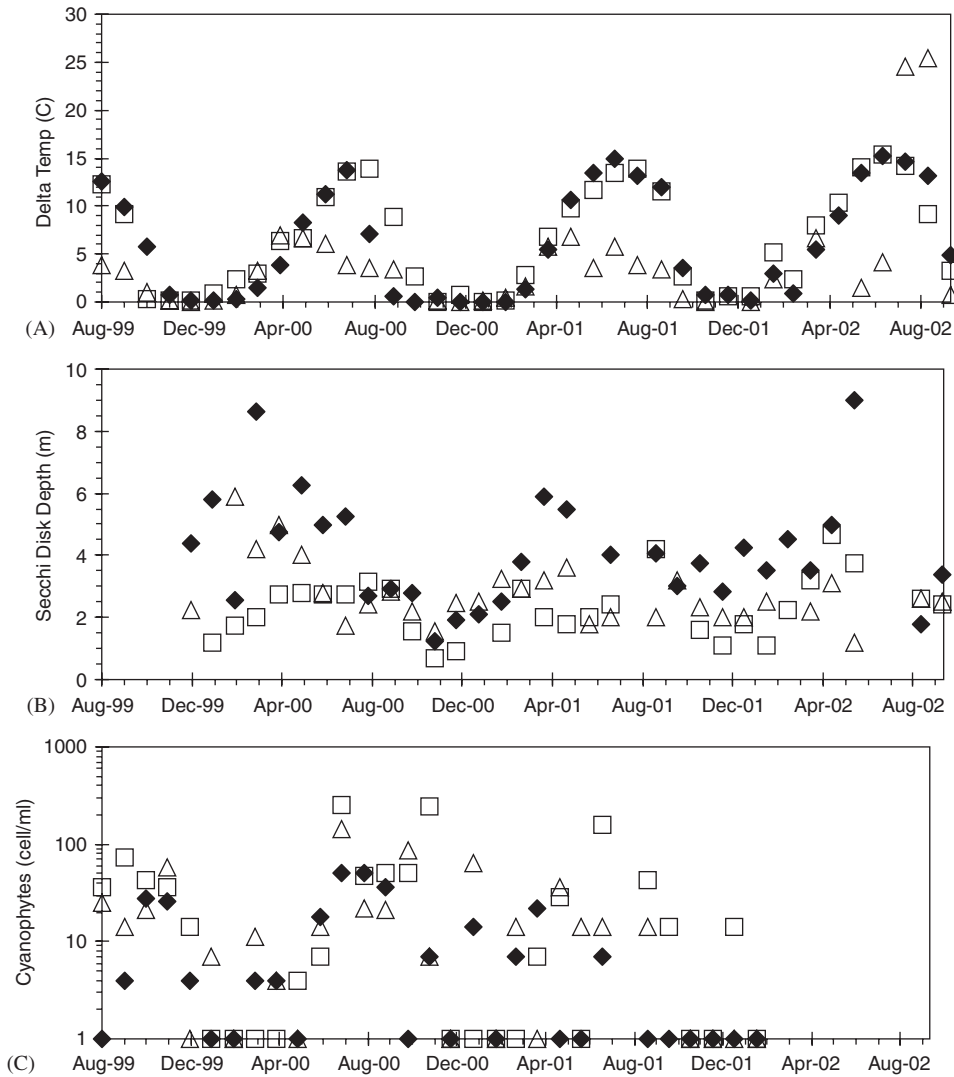 30
25
20
15
10
5
0
Delta Temp (C)
Aug-99 Dec-99 Apr-00 Aug-00 Dec-00 Apr-01 Aug-01 Dec-01 Apr-02 Aug-02
(A)
10
8
6
4
2
0
Secchi Disk Depth (m)
Aug-99 Dec-99 Apr-00 Aug-00 Dec-00 Apr-01 Aug-01 Dec-01 Apr-02 Aug-02
(B)
1000
100
10
1
Cyanophytes (cell/ml)
Aug-99 Dec-99 Apr-00 Aug-00 Dec-00 Apr-01 Aug-01 Dec-01 Apr-02 Aug-02
(C)